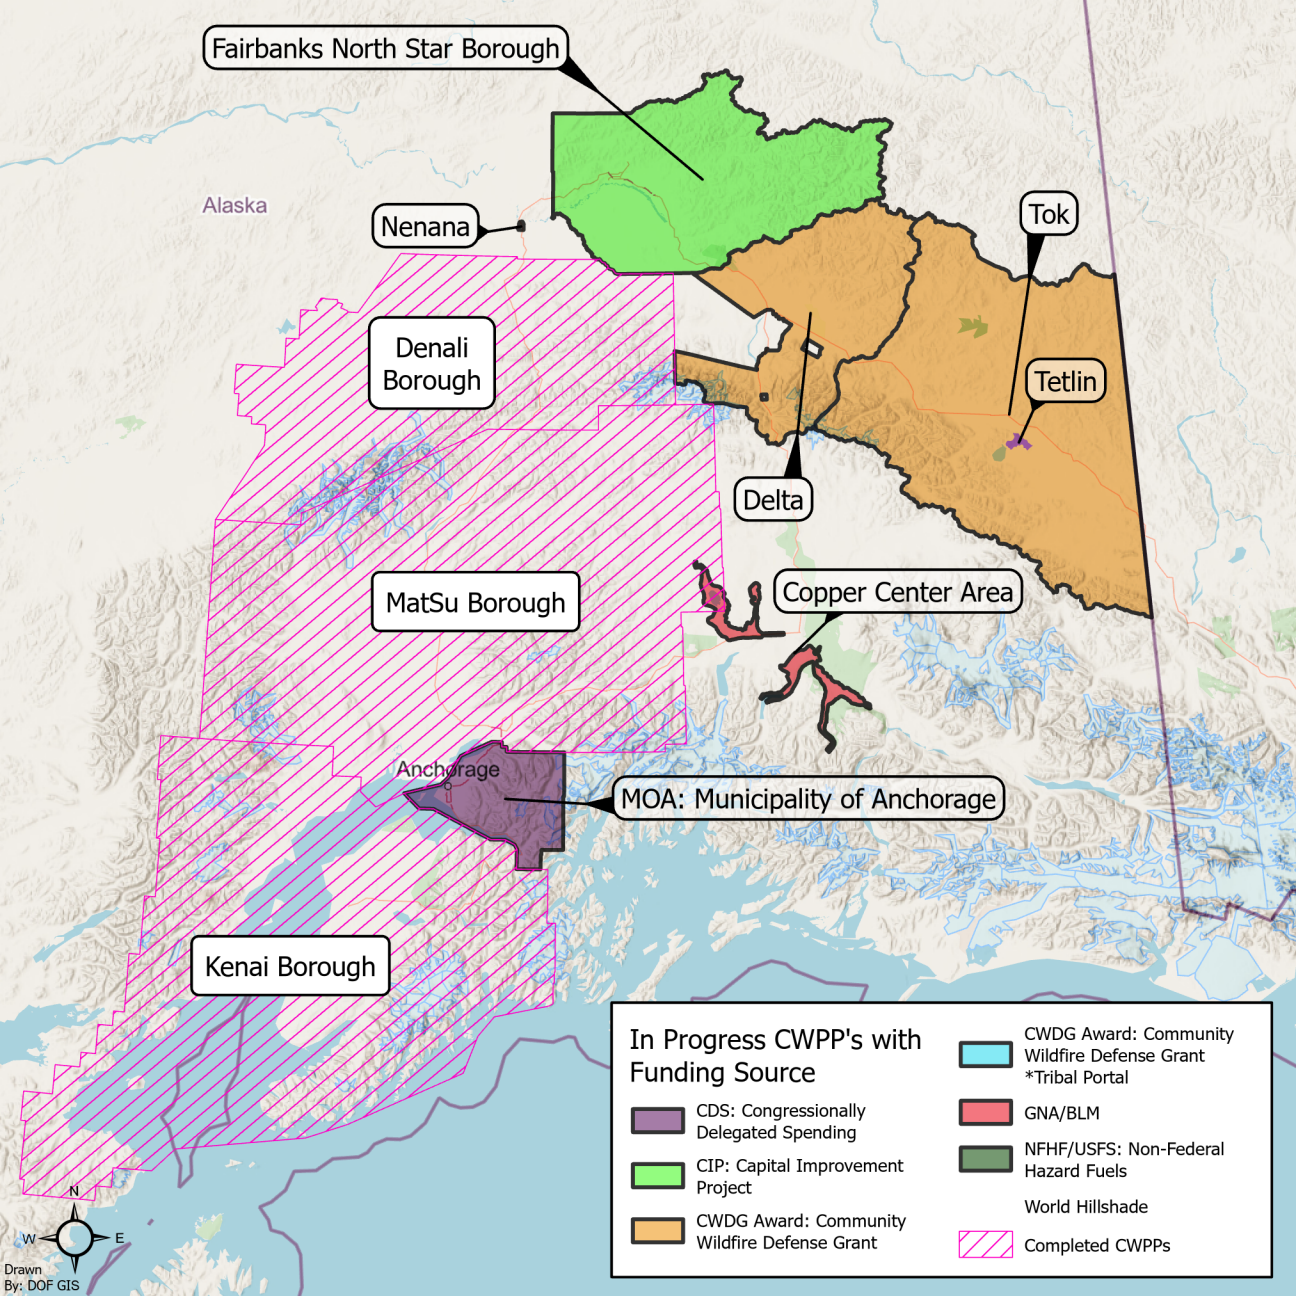 Fairbanks North Star Borough
Alaska
Nenana
Tok
Denali
Borough
Tetlin
Delta
MatSu Borough
Copper Center Area
Anchorage
MOA: Municipality of Anchorage
Kenai Borough
In Progress CWPP's with
Funding Source
CDS: Congressionally
Delegated Spending
CIP: Capital Improvement
Project
CWDG Award: Community
Wildfire Defense Grant
CWDG Award: Community
Wildfire Defense Grant
*Tribal Portal
GNA/BLM
NFHF/USFS: Non-Federal
Hazard Fuels
World Hillshade
Completed CWPPs
N
W
E
S
Drawn
By: DOF GIS